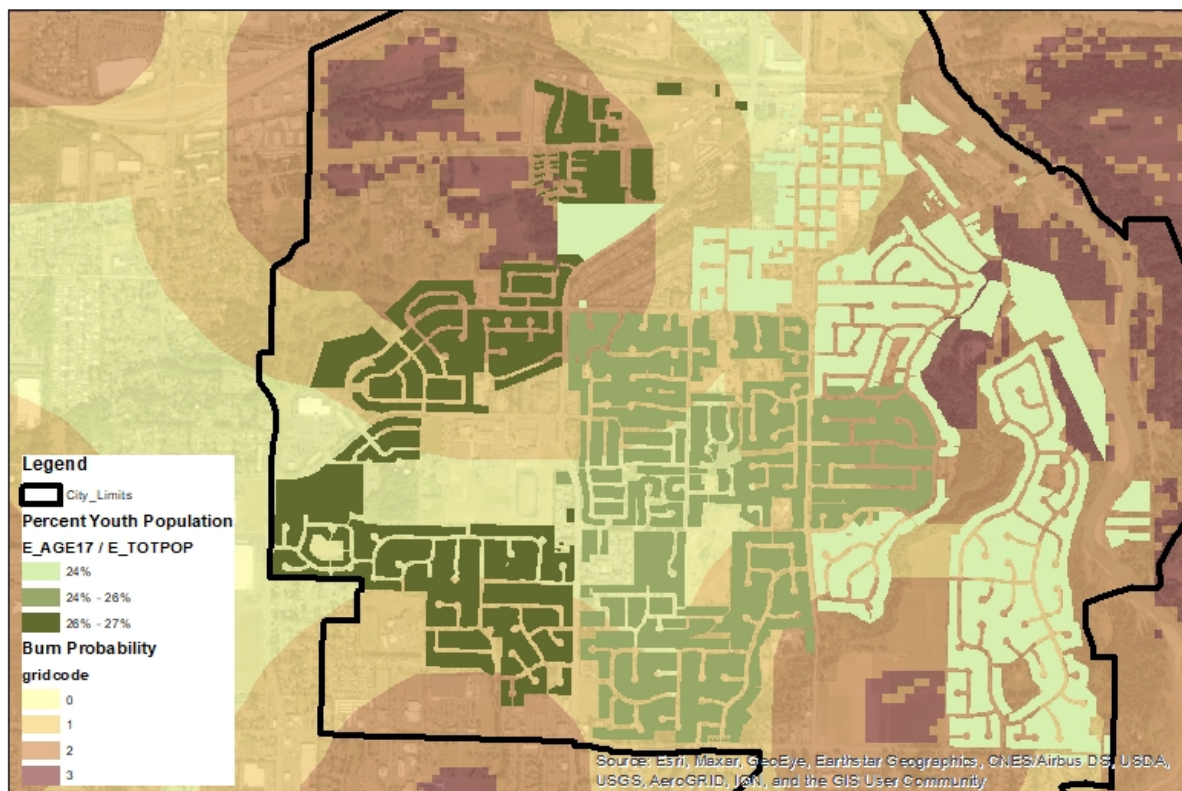 Legend
City_Limits
Percent Youth Population
E_AGE17 / E_TOTPOP
24%
24% - 26%
26% - 27%
Burn Probability
gridcode
0
1
2
3
Source: Esri, Maxar, GeoEye, Earthstar Geographics, CNES/Airbus DS, USDA,
USGS, AeroGRID, IGN, and the GIS User Community